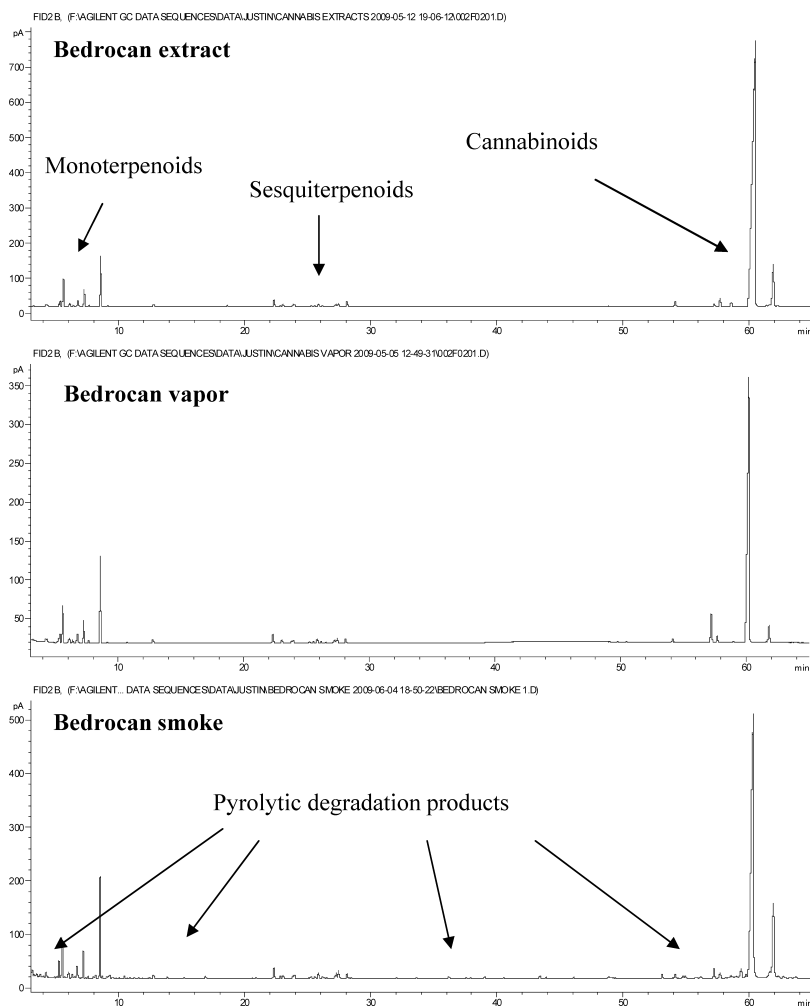 FID2 B, (F:\AGILENT GC DATA SEQUENCES\DATA\JUSTIN\CANNABIS EXTRACTS 2009-05-12 19-06-12\002F0201.D)
pA
Bedrocan extract
700
600
500
400
300
200
100
0
Monoterpenoids
Sesquiterpenoids
Cannabinoids
10
20
30
40
50
60
min
FID2 B, (F:\AGILENT GC DATA SEQUENCES\DATA\JUSTIN\CANNABIS VAPOR 2009-05-05 12-49-31\002F0201.D)
pA
Bedrocan vapor
350
300
250
200
150
100
50
10
20
30
40
50
60
min
FID2 B, (F:\AGILENT... DATA SEQUENCES\DATA\JUSTIN\BEDROCAN SMOKE 2009-06-04 18-50-22\BEDROCAN SMOKE 1.D)
pA
Bedrocan smoke
500
400
300
200
100
0
Pyrolytic degradation products
10
20
30
40
50
60
min